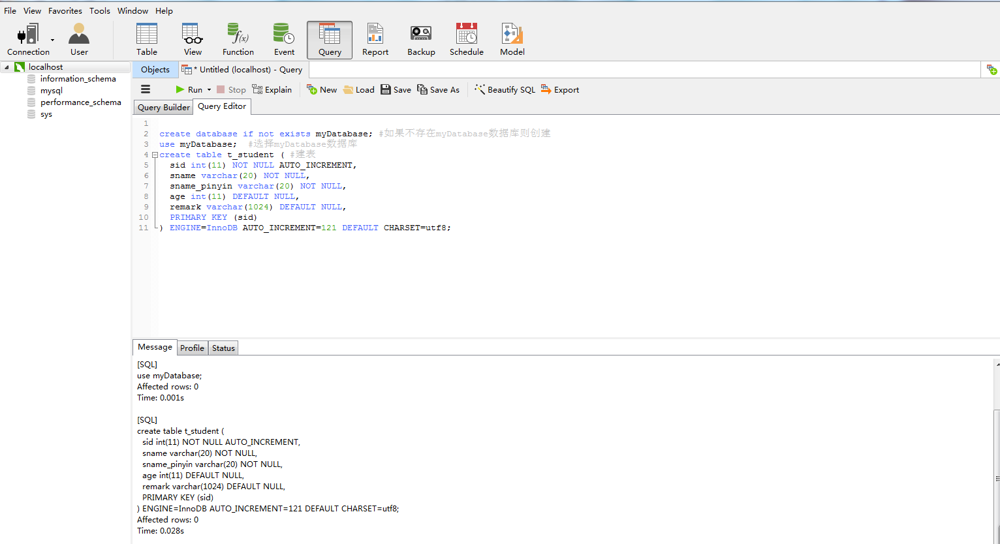 File View Favorites Tools Window Help
Connection User Table View Function Event Query Report Backup Schedule Model
f(x)
localhost
information_schema
mysql
performance_schema
sys
Objects * Untitled (localhost) - Query
Run Stop Explain New Load Save Save As Beautify SQL Export
Query Builder Query Editor
1
2 create database if not exists myDatabase; #如果不存在myDatabase数据库则创建
3 use myDatabase; #选择myDatabase数据库
4 create table t_student ( #建表
5 sid int(11) NOT NULL AUTO_INCREMENT,
6 sname varchar(20) NOT NULL,
7 sname_pinyin varchar(20) NOT NULL,
8 age int(11) DEFAULT NULL,
9 remark varchar(1024) DEFAULT NULL,
10 PRIMARY KEY (sid)
11 ) ENGINE=InnoDB AUTO_INCREMENT=121 DEFAULT CHARSET=utf8;
Message Profile Status
[SQL]
use myDatabase;
Affected rows: 0
Time: 0.001s
[SQL]
create table t_student (
sid int(11) NOT NULL AUTO_INCREMENT,
sname varchar(20) NOT NULL,
sname_pinyin varchar(20) NOT NULL,
age int(11) DEFAULT NULL,
remark varchar(1024) DEFAULT NULL,
PRIMARY KEY (sid)
) ENGINE=InnoDB AUTO_INCREMENT=121 DEFAULT CHARSET=utf8;
Affected rows: 0
Time: 0.028s